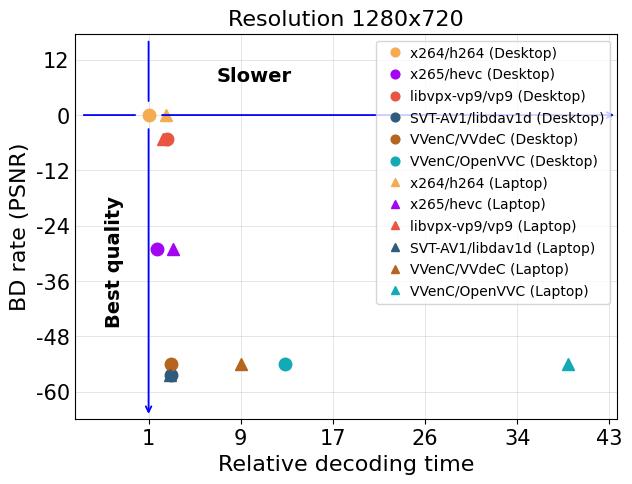 Resolution 1280x720
BD rate (PSNR)
12
0
-12
-24
-36
-48
-60
Slower
Best quality
x264/h264 (Desktop)
x265/hevc (Desktop)
libvpx-vp9/vp9 (Desktop)
SVT-AV1/libdav1d (Desktop)
VVenC/VVdeC (Desktop)
VVenC/OpenVVC (Desktop)
x264/h264 (Laptop)
x265/hevc (Laptop)
libvpx-vp9/vp9 (Laptop)
SVT-AV1/libdav1d (Laptop)
VVenC/VVdeC (Laptop)
VVenC/OpenVVC (Laptop)
1 9 17 26 34 43
Relative decoding time